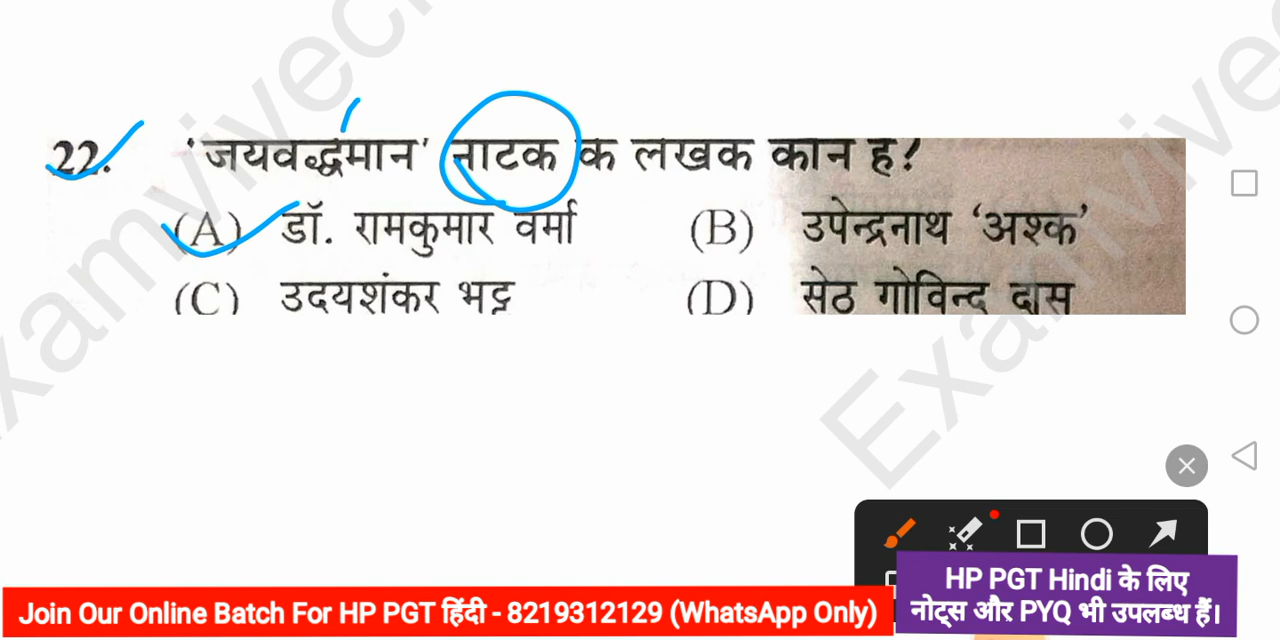 22. 'जयवर्द्धमान' नाटक क लखक कान ह?
(A) डॉ. रामकुमार वर्मा (B) उपेन्द्रनाथ 'अश्क'
(C) उदयशंकर भट्ट (D) सेठ गोविन्द दास
HP PGT Hindi के लिए
नोट्स और PYQ भी उपलब्ध हैं।
Join Our Online Batch For HP PGT हिंदी - 8219312129 (WhatsApp Only)